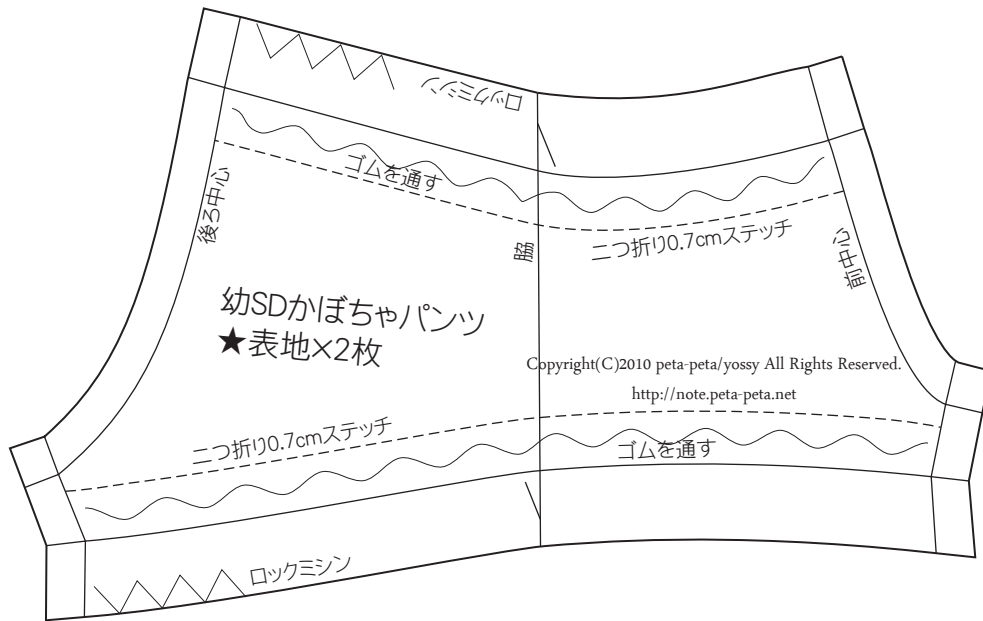 ロックミシン
ゴムを通す
後ろ中心
脇
二つ折り0.7cmステッチ
前中心
幼SDかぼちゃパンツ
★表地×2枚
Copyright(C)2010 peta-peta/yossy All Rights Reserved.
http://note.peta-peta.net
二つ折り0.7cmステッチ
ゴムを通す
ロックミシン